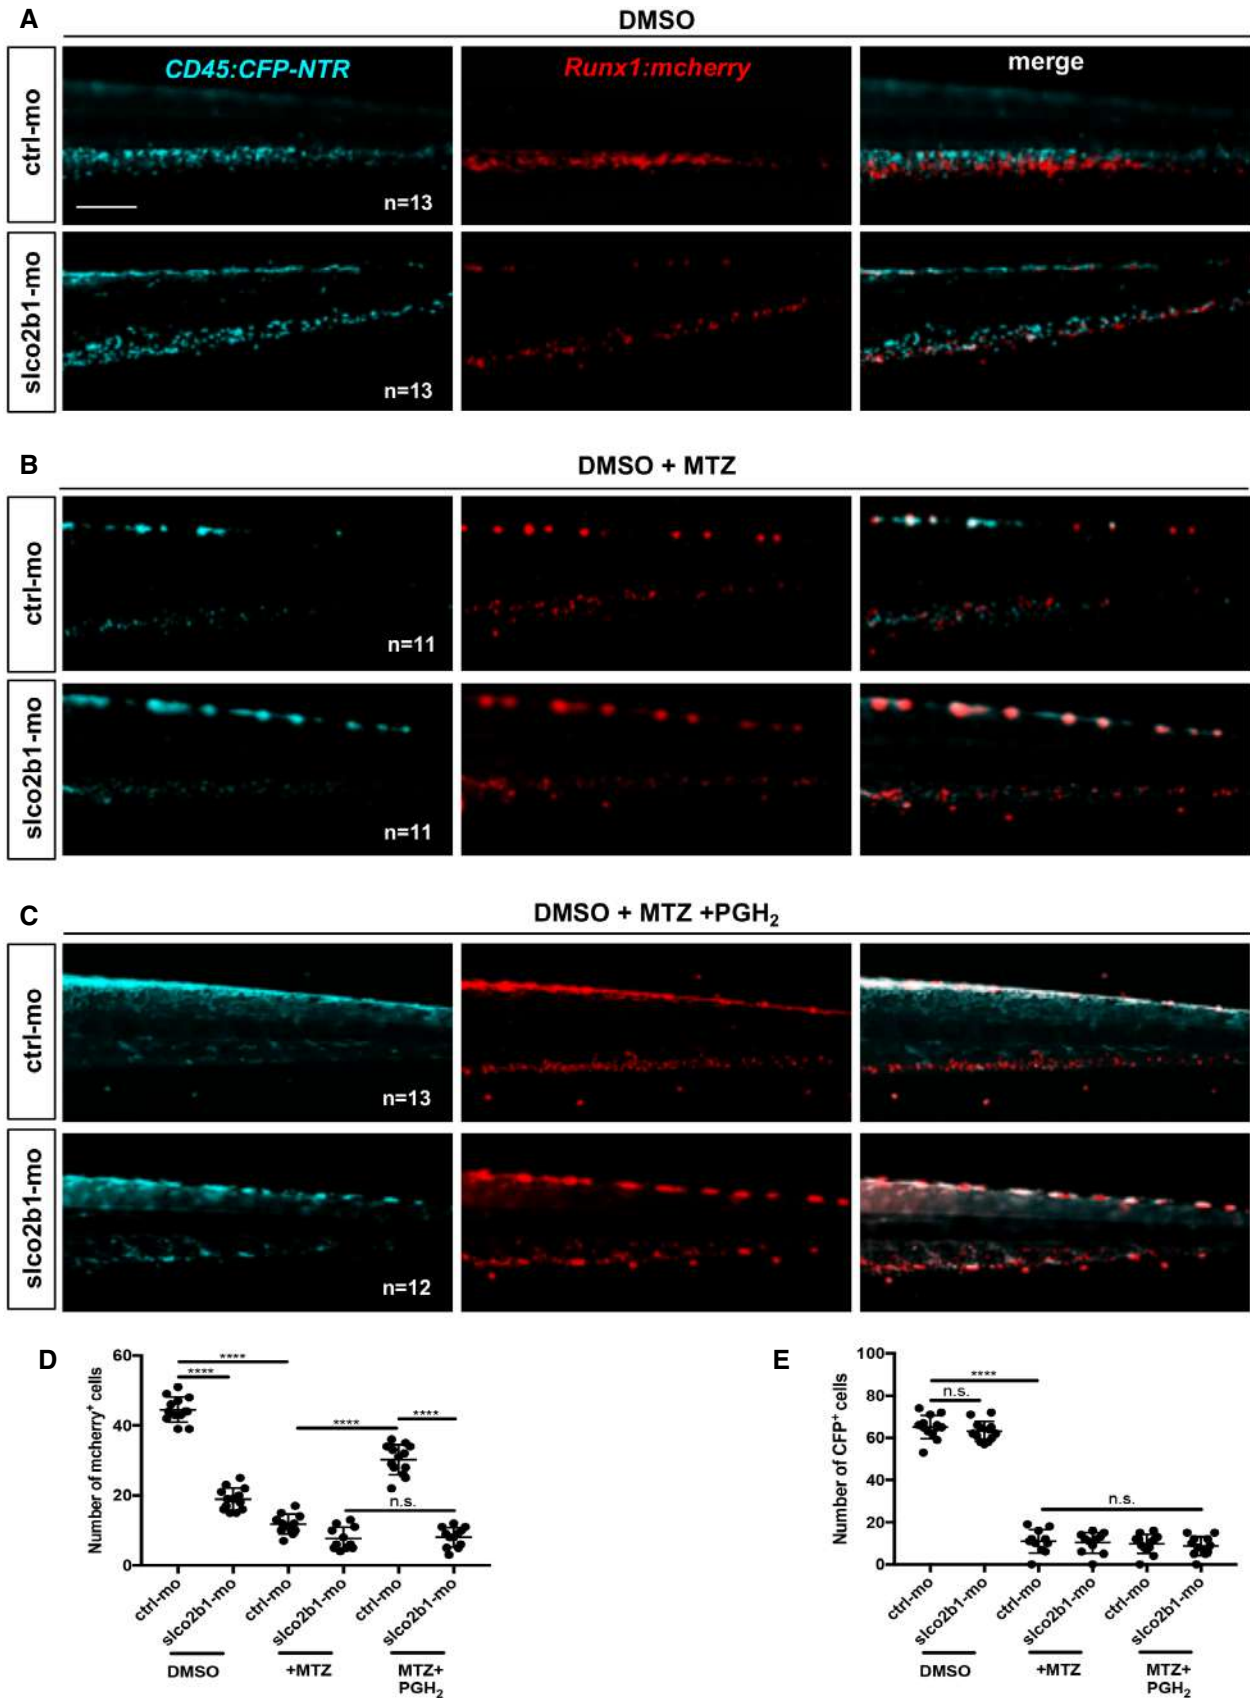 A
DMSO
ctrl-mo
CD45:CFP-NTR
Runx1:mcherry
merge
n=13
slco2b1-mo
n=13
B
DMSO + MTZ
ctrl-mo
n=11
slco2b1-mo
n=11
C
DMSO + MTZ +PGH₂
ctrl-mo
n=13
slco2b1-mo
n=12
D
Number of mcherry⁺ cells
60
40
20
0
****
****
****
****
n.s.
ctrl-mo
slco2b1-mo
ctrl-mo
slco2b1-mo
ctrl-mo
slco2b1-mo
DMSO
+MTZ
MTZ+
PGH₂
E
Number of CFP⁺ cells
100
80
60
40
20
0
****
n.s.
n.s.
ctrl-mo
slco2b1-mo
ctrl-mo
slco2b1-mo
ctrl-mo
slco2b1-mo
DMSO
+MTZ
MTZ+
PGH₂